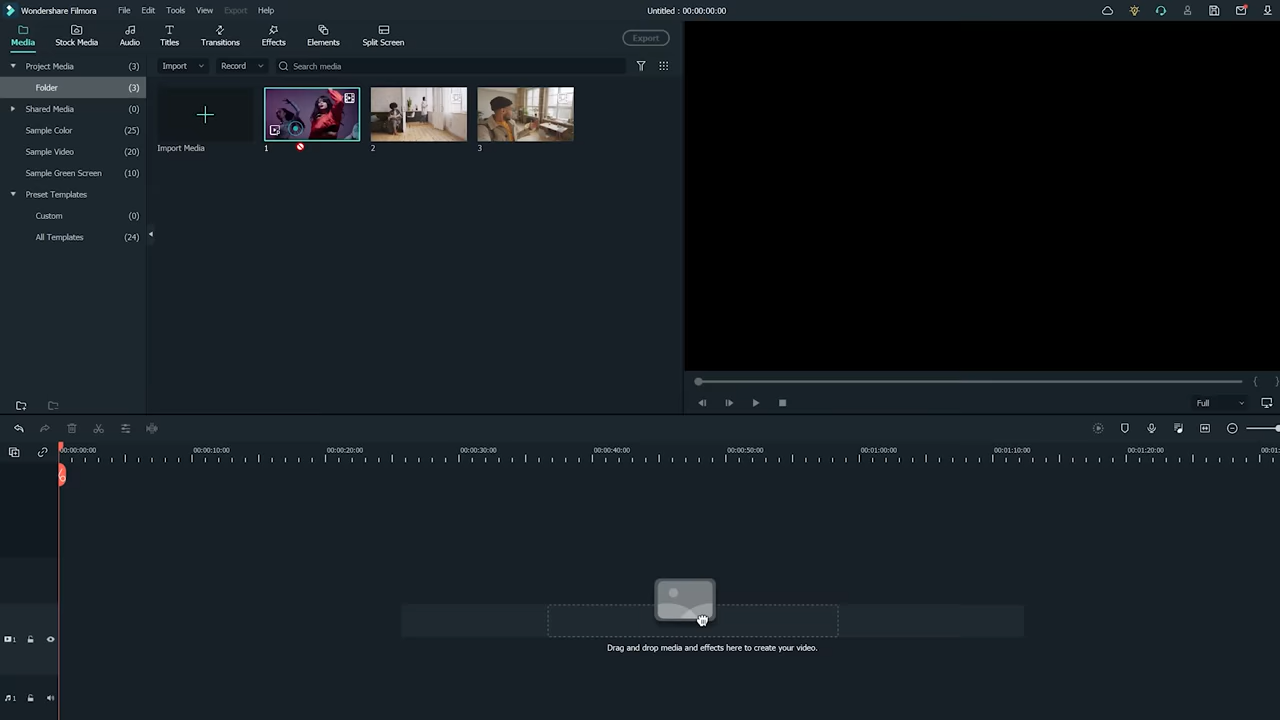 Wondershare Filmora
File
Edit
Tools
View
Export
Help
Untitled : 00:00:00:00
Media
Stock Media
Audio
Titles
Transitions
Effects
Elements
Split Screen
Export
Project Media (3)
Folder (3)
Shared Media (0)
Sample Color (25)
Sample Video (20)
Sample Green Screen (10)
Preset Templates
Custom (0)
All Templates (24)
Import
Record
Search media
Import Media
1
2
3
Full
00:00:00:00
00:00:10:00
00:00:20:00
00:00:30:00
00:00:40:00
00:00:50:00
00:01:00:00
00:01:10:00
00:01:20:00
00:01:
Drag and drop media and effects here to create your video.
1
1